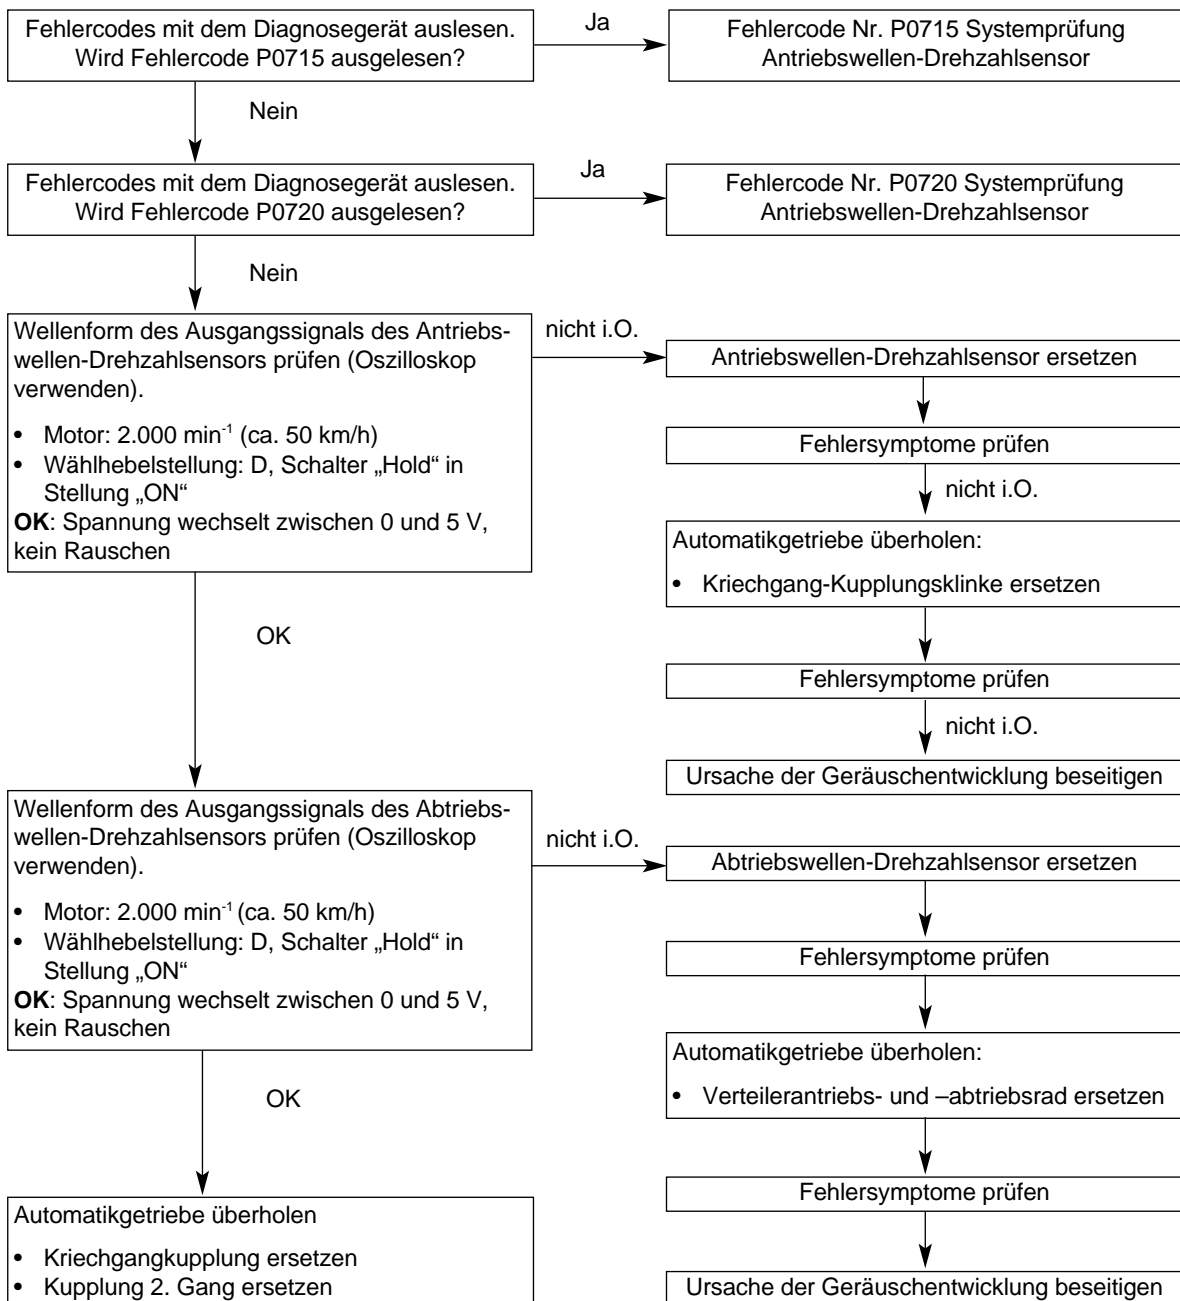 Fehlercodes mit dem Diagnosegerät auslesen.
Wird Fehlercode P0715 ausgelesen?
Ja
Fehlercode Nr. P0715 Systemprüfung
Antriebswellen-Drehzahlsensor
Nein
Fehlercodes mit dem Diagnosegerät auslesen.
Wird Fehlercode P0720 ausgelesen?
Ja
Fehlercode Nr. P0720 Systemprüfung
Antriebswellen-Drehzahlsensor
Nein
Wellenform des Ausgangssignals des Antriebs-
wellen-Drehzahlsensors prüfen (Oszilloskop
verwenden).
• Motor: 2.000 min⁻¹ (ca. 50 km/h)
• Wählhebelstellung: D, Schalter „Hold“ in
Stellung „ON“
OK: Spannung wechselt zwischen 0 und 5 V,
kein Rauschen
nicht i.O.
Antriebswellen-Drehzahlsensor ersetzen
Fehlersymptome prüfen
nicht i.O.
Automatikgetriebe überholen:
• Kriechgang-Kupplungsklinke ersetzen
Fehlersymptome prüfen
nicht i.O.
Ursache der Geräuschentwicklung beseitigen
OK
Wellenform des Ausgangssignals des Abtriebs-
wellen-Drehzahlsensors prüfen (Oszilloskop
verwenden).
• Motor: 2.000 min⁻¹ (ca. 50 km/h)
• Wählhebelstellung: D, Schalter „Hold“ in
Stellung „ON“
OK: Spannung wechselt zwischen 0 und 5 V,
kein Rauschen
nicht i.O.
Abtriebswellen-Drehzahlsensor ersetzen
Fehlersymptome prüfen
Automatikgetriebe überholen:
• Verteilerantriebs- und –abtriebsrad ersetzen
Fehlersymptome prüfen
Ursache der Geräuschentwicklung beseitigen
OK
Automatikgetriebe überholen
• Kriechgangkupplung ersetzen
• Kupplung 2. Gang ersetzen